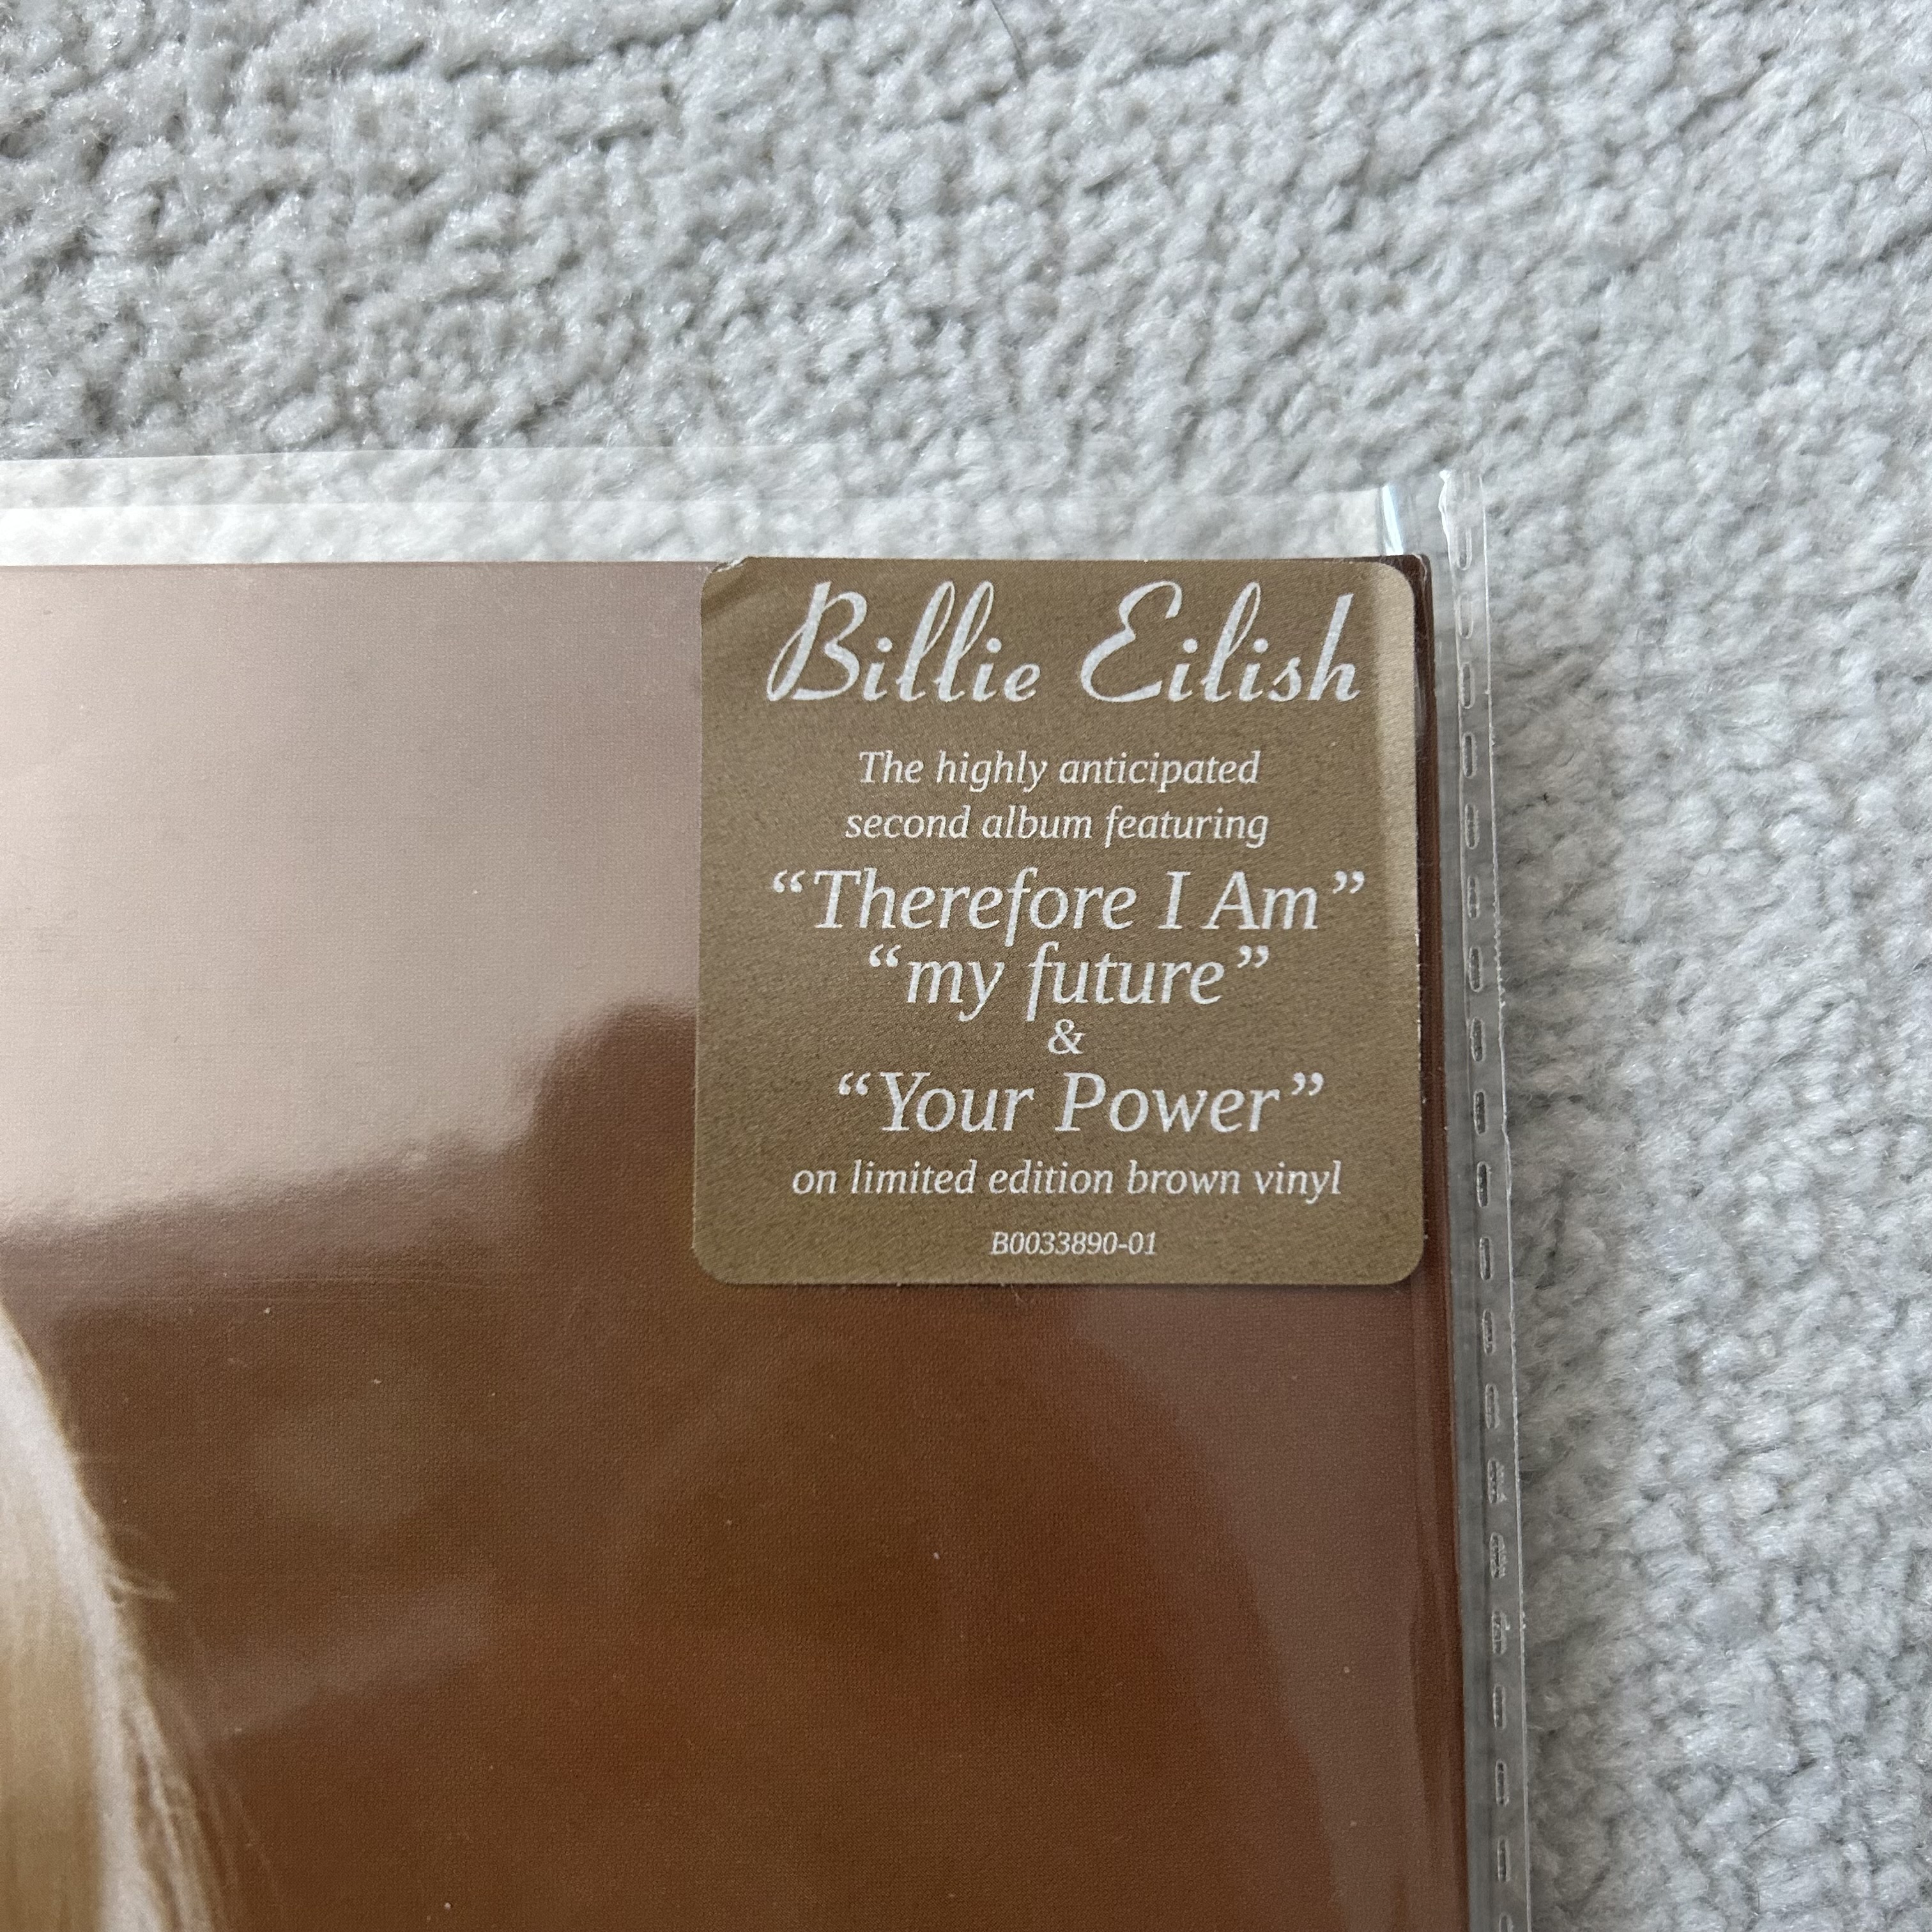 Billie Eilish
The highly anticipated
second album featuring
“Therefore I Am”
“my future”
&
“Your Power”
on limited edition brown vinyl
B0033890-01